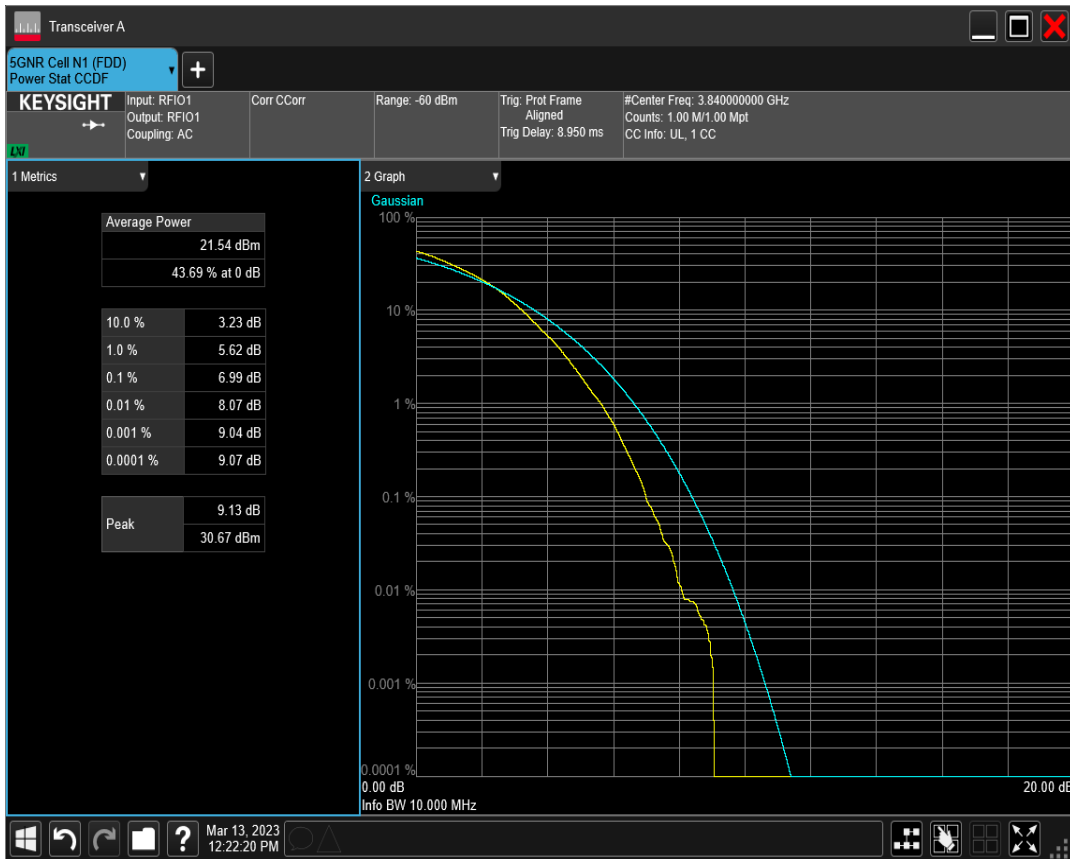 Transceiver A
5GNR Cell N1 (FDD)
Power Stat CCDF
+
KEYSIGHT
LXI
Input: RFIO1
Output: RFIO1
Coupling: AC
Corr CCorr
Range: -60 dBm
Trig: Prot Frame
Aligned
Trig Delay: 8.950 ms
#Center Freq: 3.840000000 GHz
Counts: 1.00 M/1.00 Mpt
CC Info: UL, 1 CC
1 Metrics
Average Power
21.54 dBm
43.69 % at 0 dB
10.0 % 3.23 dB
1.0 % 5.62 dB
0.1 % 6.99 dB
0.01 % 8.07 dB
0.001 % 9.04 dB
0.0001 % 9.07 dB
Peak
9.13 dB
30.67 dBm
2 Graph
Gaussian
100 %
10 %
1 %
0.1 %
0.01 %
0.001 %
0.0001 %
0.00 dB 20.00 dB
Info BW 10.000 MHz
?
Mar 13, 2023
12:22:20 PM